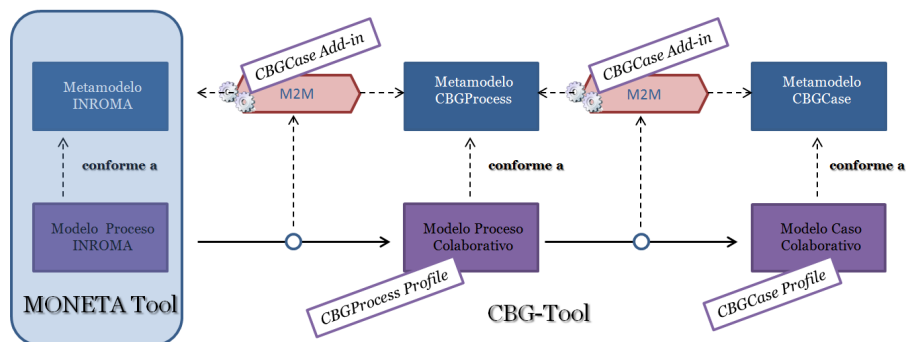 CBGCase Add-in
CBGCase Add-in
Metamodelo
INROMA
M2M
Metamodelo
CBGProcess
M2M
Metamodelo
CBGCase
conforme a
conforme a
conforme a
Modelo Proceso
INROMA
Modelo Proceso
Colaborativo
Modelo Caso
Colaborativo
CBGProcess Profile
CBGCase Profile
MONETA Tool
CBG-Tool